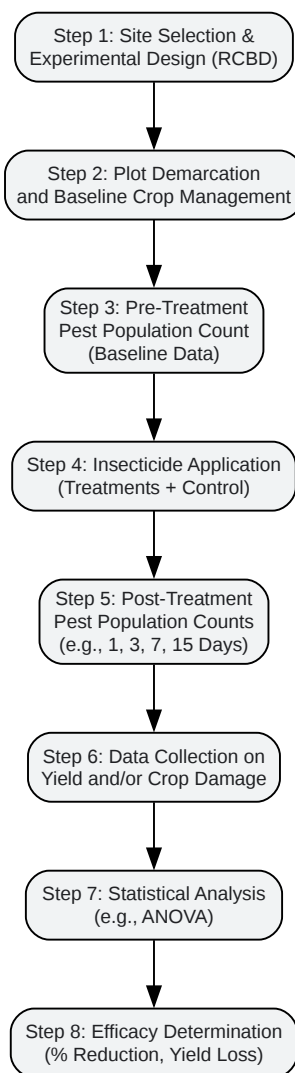 Step 1: Site Selection &
Experimental Design (RCBD)
Step 2: Plot Demarcation
and Baseline Crop Management
Step 3: Pre-Treatment
Pest Population Count
(Baseline Data)
Step 4: Insecticide Application
(Treatments + Control)
Step 5: Post-Treatment
Pest Population Counts
(e.g., 1, 3, 7, 15 Days)
Step 6: Data Collection on
Yield and/or Crop Damage
Step 7: Statistical Analysis
(e.g., ANOVA)
Step 8: Efficacy Determination
(% Reduction, Yield Loss)